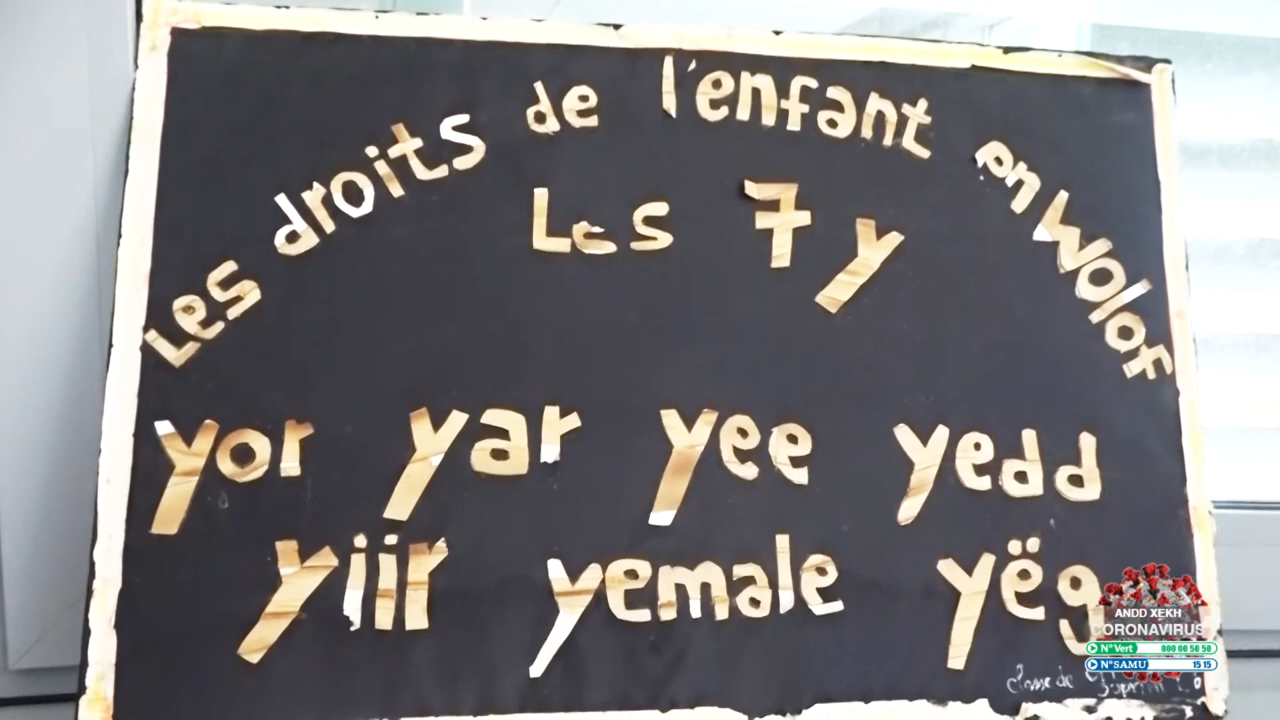 Les droits de l'enfant en Wolof
Les 7 y
yor yar yee yedd
yiir yemale yëg
ANDD XEKH
CORONAVIRUS
N°Vert 800 00 50 50
N°SAMU 15 15